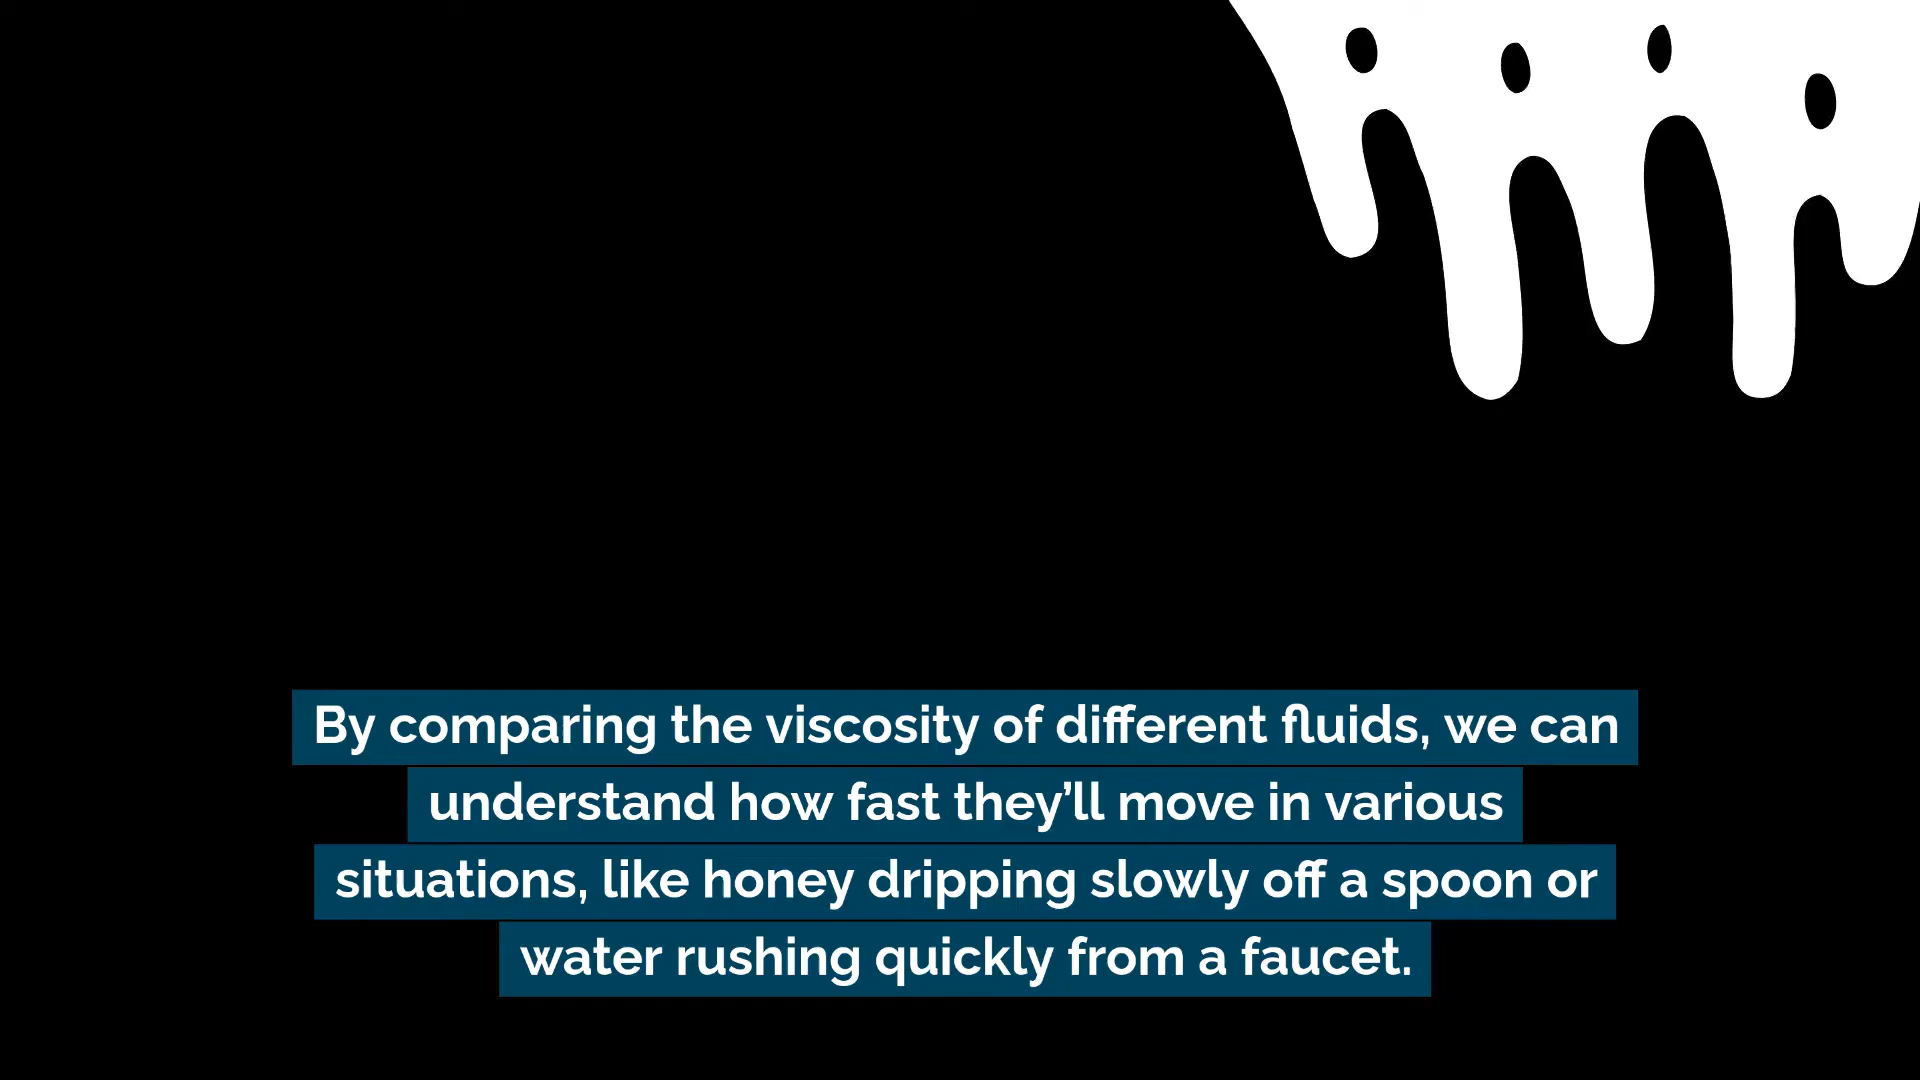 By comparing the viscosity of different fluids, we can
understand how fast they’ll move in various
situations, like honey dripping slowly off a spoon or
water rushing quickly from a faucet.